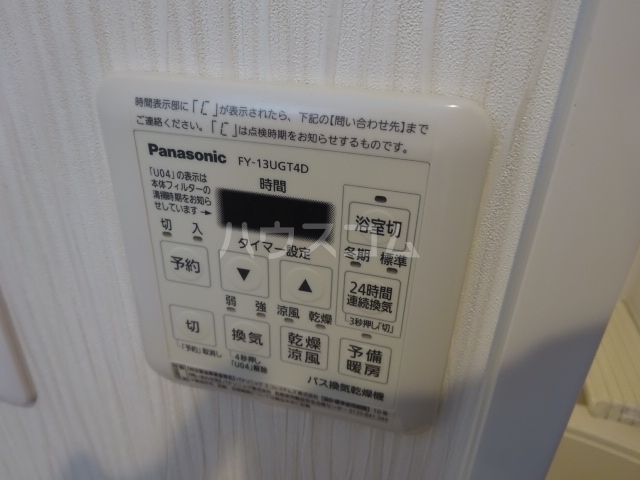 時間表示部に「 」が表示されたら、下記の【問い合わせ先】まで
ご連絡ください。「 」は点検時期をお知らせするものです。
Panasonic FY-13UGT4D
「U04」の表示は
本体フィルターの
清掃時期をお知ら
せしています→
時間
浴室切
切 入
タイマー設定
冬期 標準
予約
▼
▲
24時間
連続換気
弱 強
涼風 乾燥
3秒押し「切」
切
換気
乾燥
涼風
予備
暖房
「予約」取消し
4秒押し
「U04」解除
バス換気乾燥機
ハウスコム